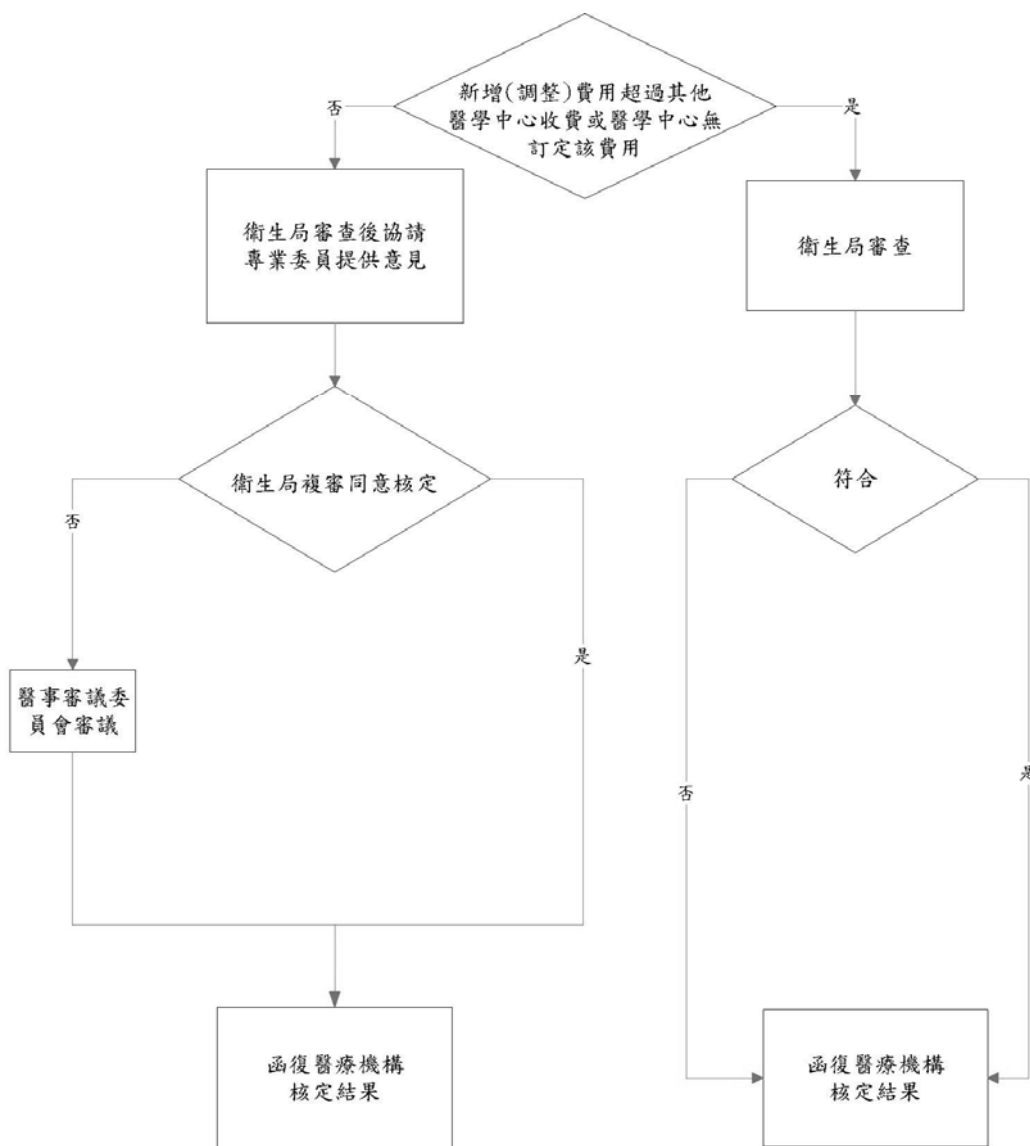 新增(調整)費用超過其他
醫學中心收費或醫學中心無
訂定該費用
否
是
衛生局審查後協請
專業委員提供意見
衛生局審查
衛生局複審同意核定
符合
否
是
醫事審議委
員會審議
否
是
函復醫療機構
核定結果
函復醫療機構
核定結果